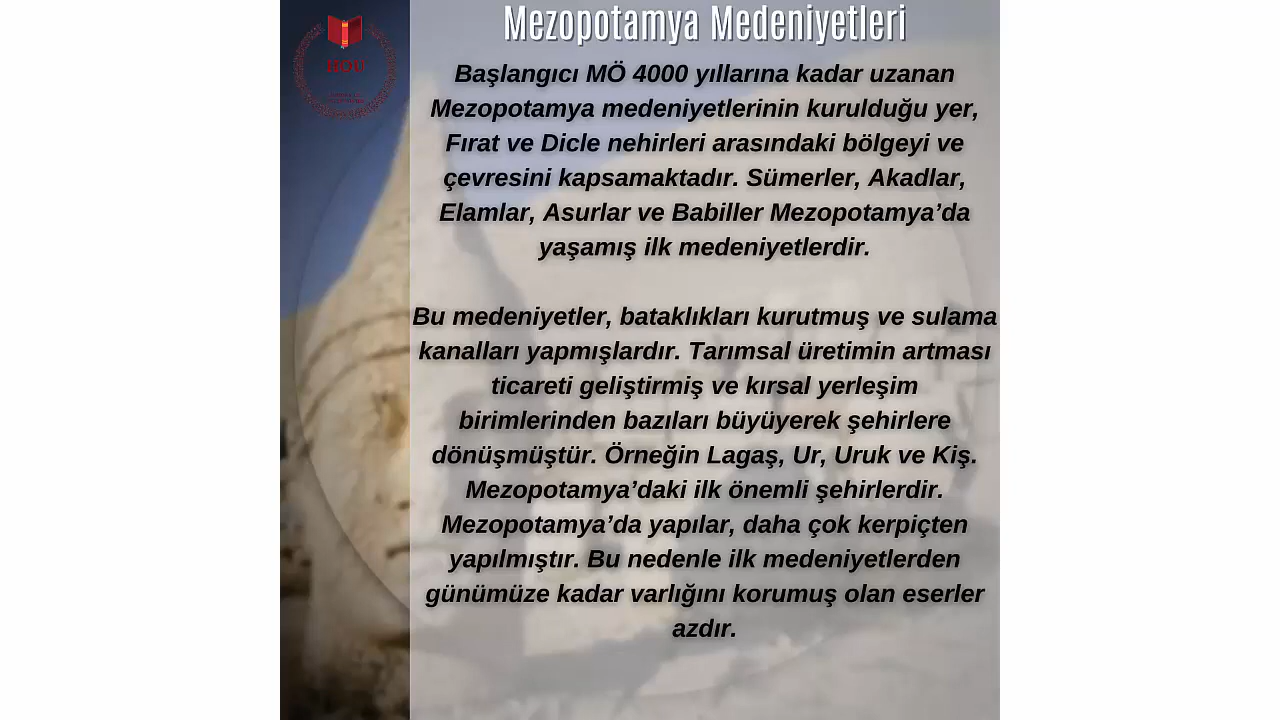 Mezopotamya Medeniyetleri
Başlangıcı MÖ 4000 yıllarına kadar uzanan
Mezopotamya medeniyetlerinin kurulduğu yer,
Fırat ve Dicle nehirleri arasındaki bölgeyi ve
çevresini kapsamaktadır. Sümerler, Akadlar,
Elamlar, Asurlar ve Babiller Mezopotamya’da
yaşamış ilk medeniyetlerdir.
Bu medeniyetler, bataklıkları kurutmuş ve sulama
kanalları yapmışlardır. Tarımsal üretimin artması
ticareti geliştirmiş ve kırsal yerleşim
birimlerinden bazıları büyüyerek şehirlere
dönüşmüştür. Örneğin Lagaş, Ur, Uruk ve Kiş.
Mezopotamya’daki ilk önemli şehirlerdir.
Mezopotamya’da yapılar, daha çok kerpiçten
yapılmıştır. Bu nedenle ilk medeniyetlerden
günümüze kadar varlığını korumuş olan eserler
azdır.